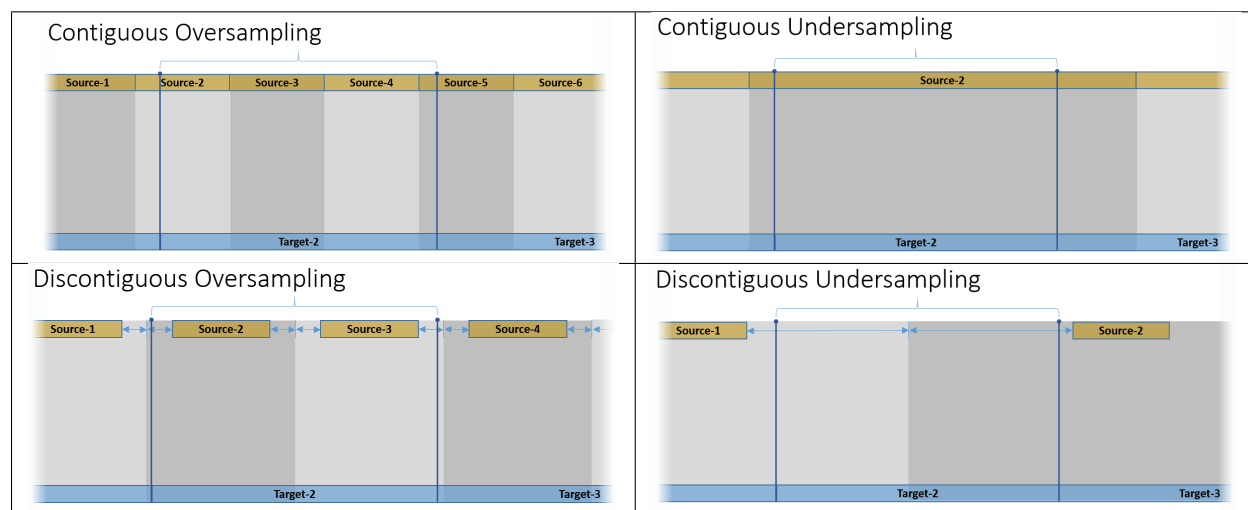 Contiguous Oversampling
Source-1 Source-2 Source-3 Source-4 Source-5 Source-6
Target-2 Target-3
Contiguous Undersampling
Source-2
Target-2 Target-3
Discontiguous Oversampling
Source-1 Source-2 Source-3 Source-4
Target-2 Target-3
Discontiguous Undersampling
Source-1 Source-2
Target-2 Target-3